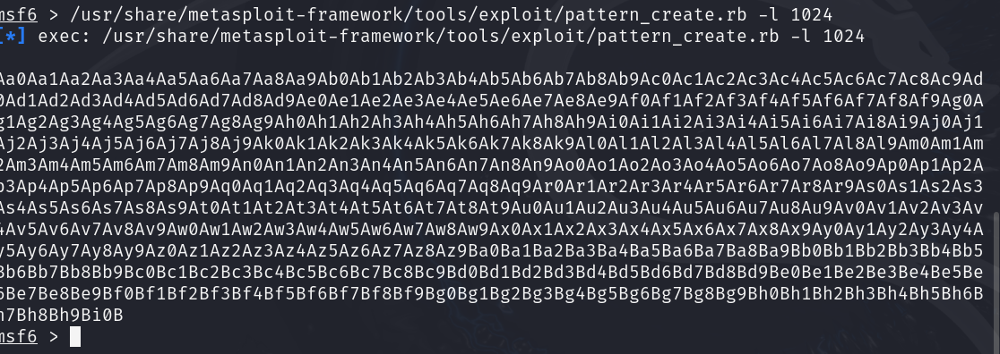 msf6 > /usr/share/metasploit-framework/tools/exploit/pattern_create.rb -l 1024
[*] exec: /usr/share/metasploit-framework/tools/exploit/pattern_create.rb -l 1024
Aa0Aa1Aa2Aa3Aa4Aa5Aa6Aa7Aa8Aa9Ab0Ab1Ab2Ab3Ab4Ab5Ab6Ab7Ab8Ab9Ac0Ac1Ac2Ac3Ac4Ac5Ac6Ac7Ac8Ac9Ad
0Ad1Ad2Ad3Ad4Ad5Ad6Ad7Ad8Ad9Ae0Ae1Ae2Ae3Ae4Ae5Ae6Ae7Ae8Ae9Af0Af1Af2Af3Af4Af5Af6Af7Af8Af9Ag0A
g1Ag2Ag3Ag4Ag5Ag6Ag7Ag8Ag9Ah0Ah1Ah2Ah3Ah4Ah5Ah6Ah7Ah8Ah9Ai0Ai1Ai2Ai3Ai4Ai5Ai6Ai7Ai8Ai9Aj0Aj1
Aj2Aj3Aj4Aj5Aj6Aj7Aj8Aj9Ak0Ak1Ak2Ak3Ak4Ak5Ak6Ak7Ak8Ak9Al0Al1Al2Al3Al4Al5Al6Al7Al8Al9Am0Am1Am
2Am3Am4Am5Am6Am7Am8Am9An0An1An2An3An4An5An6An7An8An9Ao0Ao1Ao2Ao3Ao4Ao5Ao6Ao7Ao8Ao9Ap0Ap1Ap2A
p3Ap4Ap5Ap6Ap7Ap8Ap9Aq0Aq1Aq2Aq3Aq4Aq5Aq6Aq7Aq8Aq9Ar0Ar1Ar2Ar3Ar4Ar5Ar6Ar7Ar8Ar9As0As1As2As3
As4As5As6As7As8As9At0At1At2At3At4At5At6At7At8At9Au0Au1Au2Au3Au4Au5Au6Au7Au8Au9Av0Av1Av2Av3Av
4Av5Av6Av7Av8Av9Aw0Aw1Aw2Aw3Aw4Aw5Aw6Aw7Aw8Aw9Ax0Ax1Ax2Ax3Ax4Ax5Ax6Ax7Ax8Ax9Ay0Ay1Ay2Ay3Ay4A
y5Ay6Ay7Ay8Ay9Az0Az1Az2Az3Az4Az5Az6Az7Az8Az9Ba0Ba1Ba2Ba3Ba4Ba5Ba6Ba7Ba8Ba9Bb0Bb1Bb2Bb3Bb4Bb5
Bb6Bb7Bb8Bb9Bc0Bc1Bc2Bc3Bc4Bc5Bc6Bc7Bc8Bc9Bd0Bd1Bd2Bd3Bd4Bd5Bd6Bd7Bd8Bd9Be0Be1Be2Be3Be4Be5Be
6Be7Be8Be9Bf0Bf1Bf2Bf3Bf4Bf5Bf6Bf7Bf8Bf9Bg0Bg1Bg2Bg3Bg4Bg5Bg6Bg7Bg8Bg9Bh0Bh1Bh2Bh3Bh4Bh5Bh6B
h7Bh8Bh9Bi0B
msf6 >